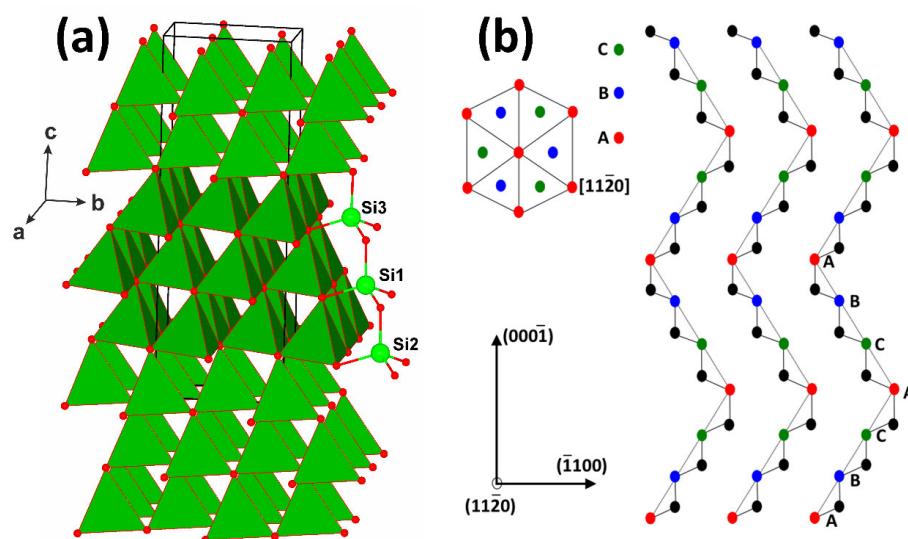 (a)
c
b
a
Si3
Si1
Si2
(b)
C
B
A
[112̄0]
(0001̄)
(1̄100)
(112̄0)
A
B
C
A
C
B
A